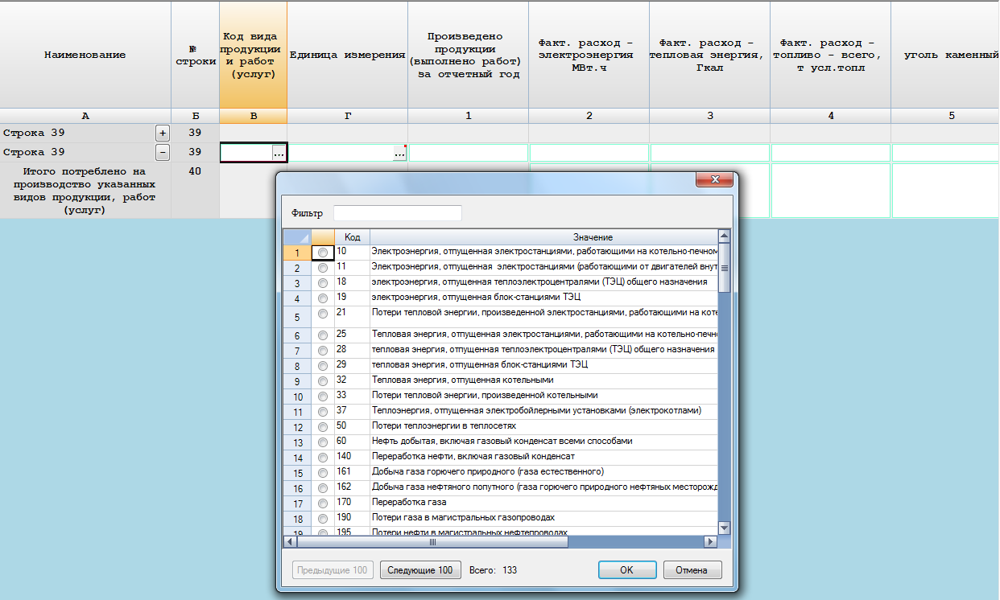 Наименование
№
строки
Код вида
продукции
и работ
(услуг)
Единица измерения
Произведено
продукции
(выполнено работ)
за отчетный год
Факт. расход -
электроэнергия
МВт.ч
Факт. расход -
тепловая энергия,
Гкал
Факт. расход -
топливо - всего,
т усл.топл
уголь каменный
А Б В Г 1 2 3 4 5
Строка 39 + 39
Строка 39 - 39 ... ...
Итого потреблено на
производство указанных
видов продукции, работ
(услуг)
40
Фильтр
Код Значение
1 10 Электроэнергия, отпущенная электростанциями, работающими на котельно-печном
2 11 Электроэнергия, отпущенная электростанциями (работающими от двигателей внут
3 18 электроэнергия, отпущенная теплоэлектроцентралями (ТЭЦ) общего назначения
4 19 электроэнергия, отпущенная блок-станциями ТЭЦ
5 21 Потери тепловой энергии, произведенной электростанциями, работающими на коте
6 25 Тепловая энергия, отпущенная электростанциями, работающими на котельно-печн
7 28 тепловая энергия, отпущенная теплоэлектроцентралями (ТЭЦ) общего назначения
8 29 тепловая энергия, отпущенная блок-станциями ТЭЦ
9 32 Тепловая энергия, отпущенная котельными
10 33 Потери тепловой энергии, произведенной котельными
11 37 Теплоэнергия, отпущенная электробойлерными установками (электрокотлами)
12 50 Потери теплоэнергии в теплосетях
13 60 Нефть добытая, включая газовый конденсат всеми способами
14 140 Переработка нефти, включая газовый конденсат
15 161 Добыча газа горючего природного (газа естественного)
16 162 Добыча газа нефтяного попутного (газа горючего природного нефтяных месторожд
17 170 Переработка газа
18 190 Потери газа в магистральных газопроводах
19 195 Потери нефти в магистральных нефтепроводах
Предыдущие 100 Следующие 100 Всего: 133 OK Отмена